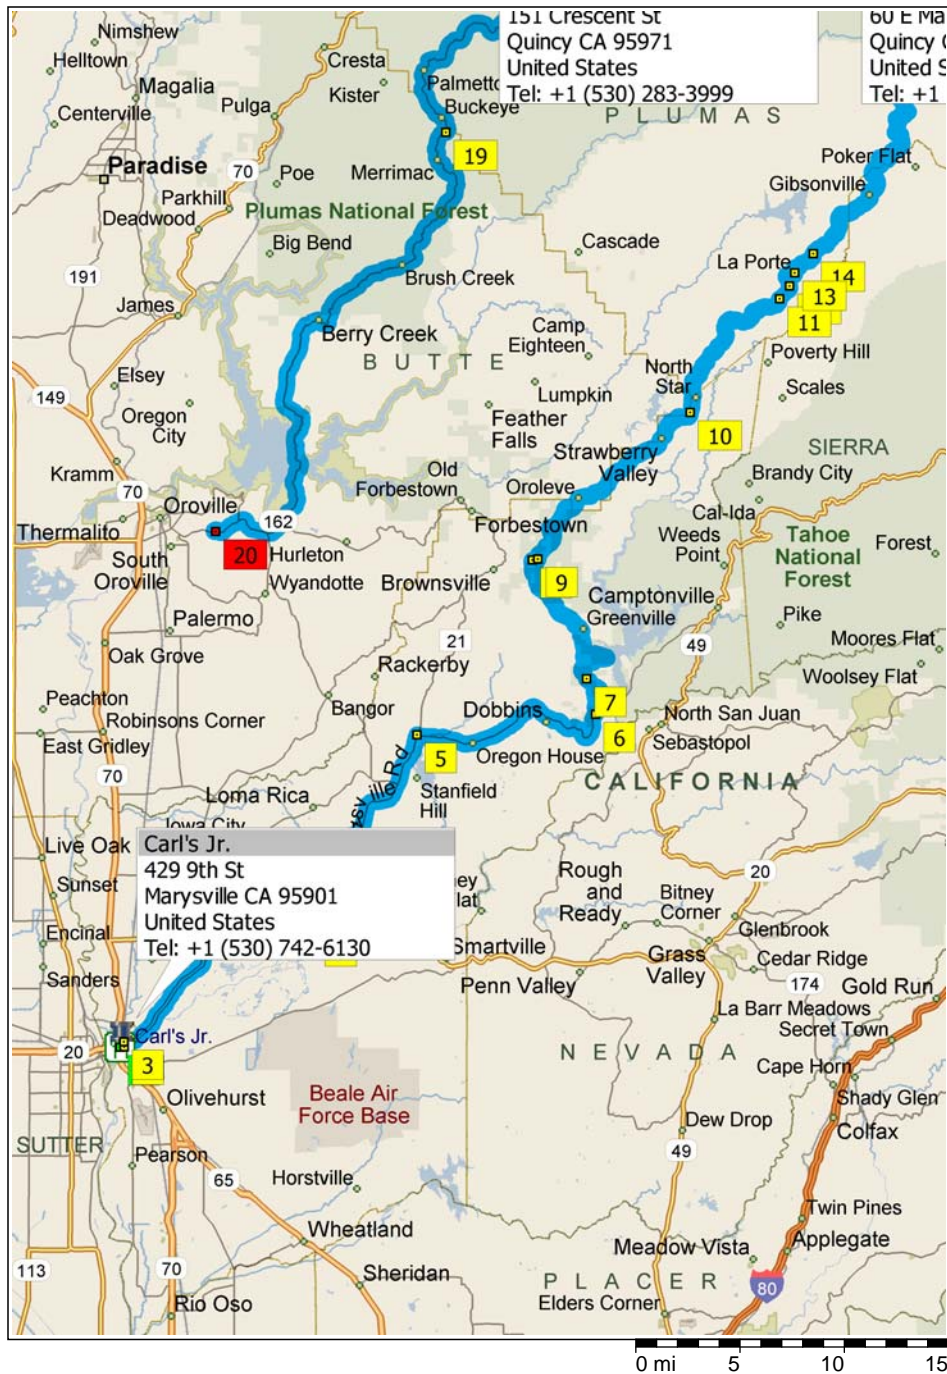 Nimshew
Helltown
Magalia
Centerville
Cresta
Kister
Pulga
Palmetto
Buckeye
151 Crescent St
Quincy CA 95971
United States
Tel: +1 (530) 283-3999
60 E Ma
Quincy
United S
Tel: +1
PLUMAS
19
Merrimac
Paradise
70
Poe
Parkhill
Deadwood
Plumas National Forest
Big Bend
Poker Flat
Gibsonville
Cascade
La Porte
14
13
11
191
James
Brush Creek
Berry Creek
BUTTE
Camp
Eighteen
Poverty Hill
North
Star
Scales
Elsey
149
Oregon
City
Lumpkin
Feather
Falls
10
Strawberry
Valley
SIERRA
Brandy City
Kramm
70
Old
Forbestown
Oroleve
Oroville
162
Thermalito
Forbestown
Cal-Ida
Weeds
Point
Tahoe
National
Forest
Forest
20
Hurleton
South
Oroville
Wyandotte
Brownsville
9
Camptonville
Greenville
Palermo
Pike
Moores Flat
Woolsey Flat
21
49
Oak Grove
Rackerby
Peachton
Robinsons Corner
Bangor
Dobbins
7
6
North San Juan
Sebastopol
East Gridley
5
Oregon House
CALIFORNIA
70
Loma Rica
sville Rd
Stanfield
Hill
Iowa City
Live Oak
Carl's Jr.
429 9th St
Marysville CA 95901
United States
Tel: +1 (530) 742-6130
ey
lat
Rough
and
Ready
Bitney
Corner
20
Sunset
Glenbrook
Encinal
Smartville
Grass
Valley
Cedar Ridge
Sanders
Penn Valley
174
Gold Run
La Barr Meadows
Secret Town
Carl's Jr.
20
3
NEVADA
Cape Horn
Shady Glen
Colfax
Olivehurst
Beale Air
Force Base
Dew Drop
SUTTER
Pearson
49
65
Horstville
Twin Pines
Wheatland
Meadow Vista
Applegate
113
70
Sheridan
PLACER
80
Rio Oso
Elders Corner
0 mi 5 10 15